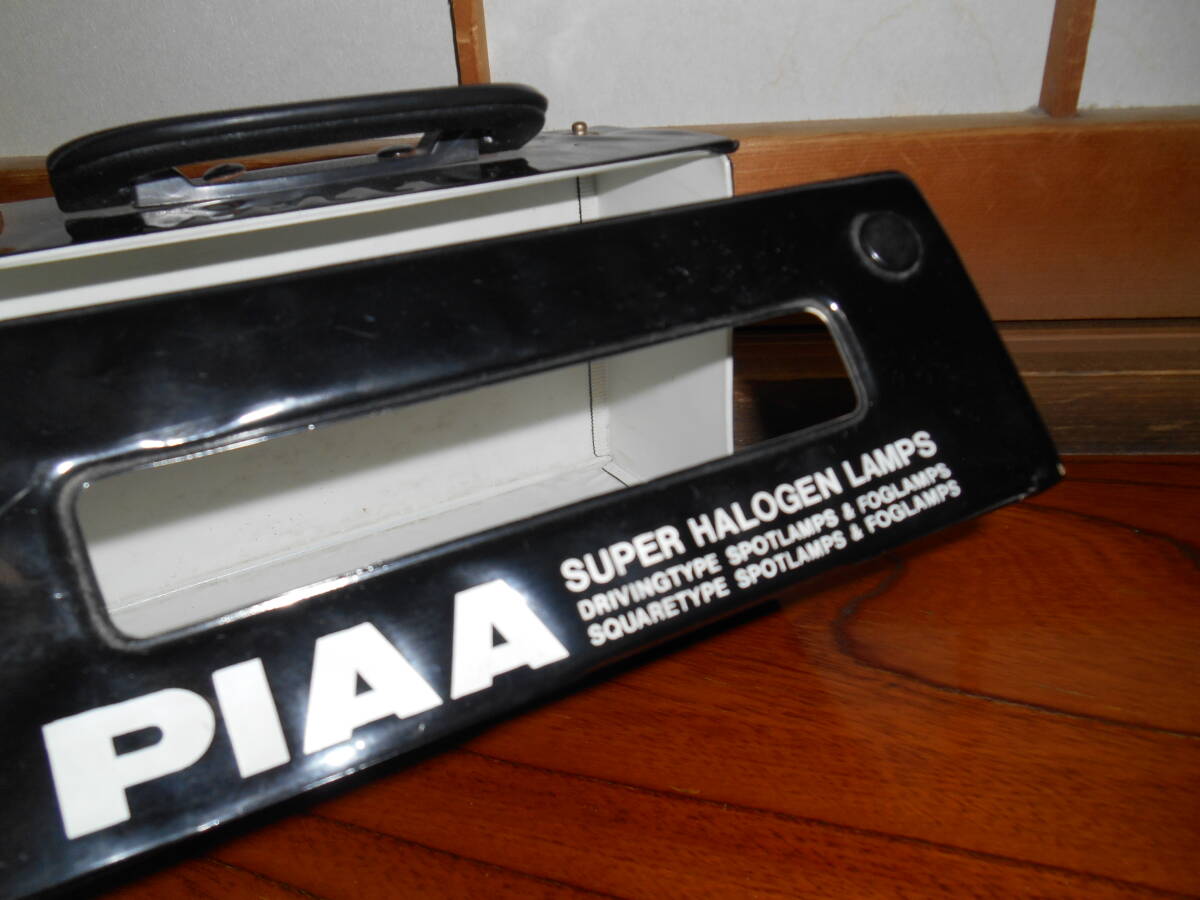 PIAA
SUPER HALOGEN LAMPS
DRIVINGTYPE SPOTLAMPS & FOGLAMPS
SQUARETYPE SPOTLAMPS & FOGLAMPS